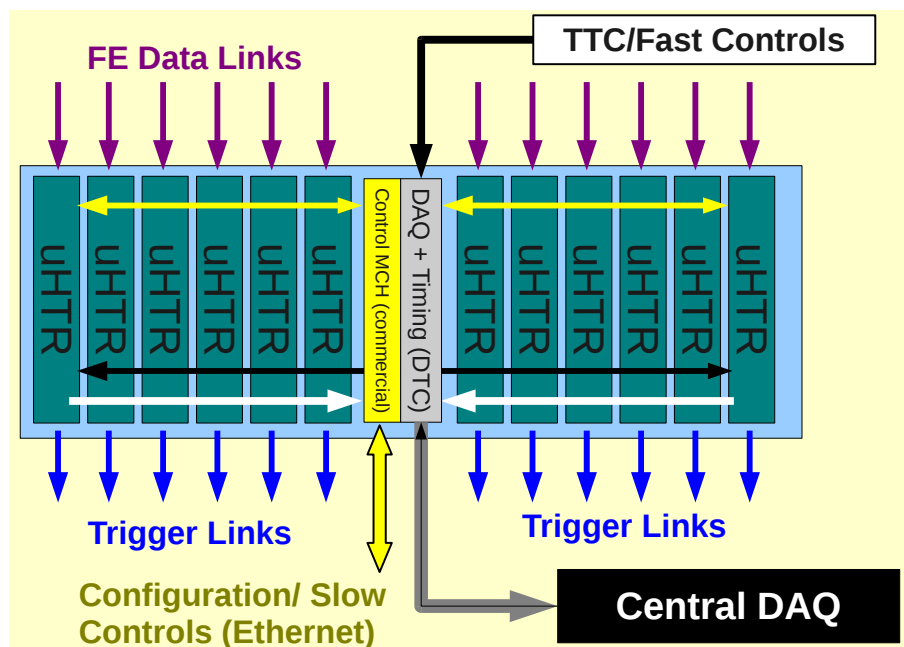 TTC/Fast Controls
FE Data Links
uHTR
uHTR
uHTR
uHTR
uHTR
uHTR
Control MCH (commercial)
DAQ + Timing (DTC)
uHTR
uHTR
uHTR
uHTR
uHTR
uHTR
Trigger Links
Trigger Links
Configuration/ Slow
Controls (Ethernet)
Central DAQ